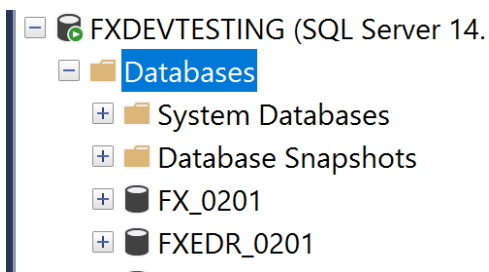 FXDEVTESTING (SQL Server 14.
Databases
System Databases
Database Snapshots
FX_0201
FXEDR_0201